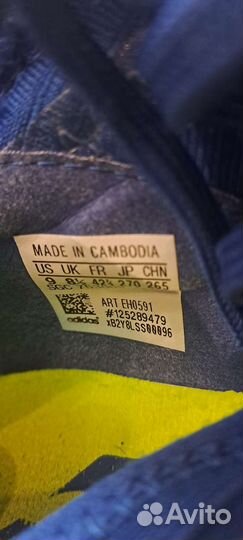 MADE IN CAMBODIA
US UK FR JP CHN
9 8½ 42⅔ 270 265
ART EH0591
#125289479
xB2Y8LSS00096
adidas
Avito